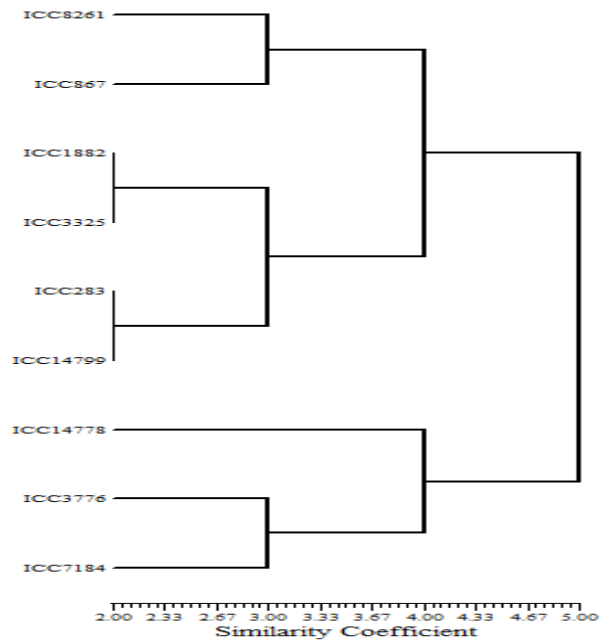 ICC8261
ICC867
ICC1882
ICC3325
ICC283
ICC14799
ICC14778
ICC3776
ICC7184
2.00 2.33 2.67 3.00 3.33 3.67 4.00 4.33 4.67 5.00
Similarity Coefficient